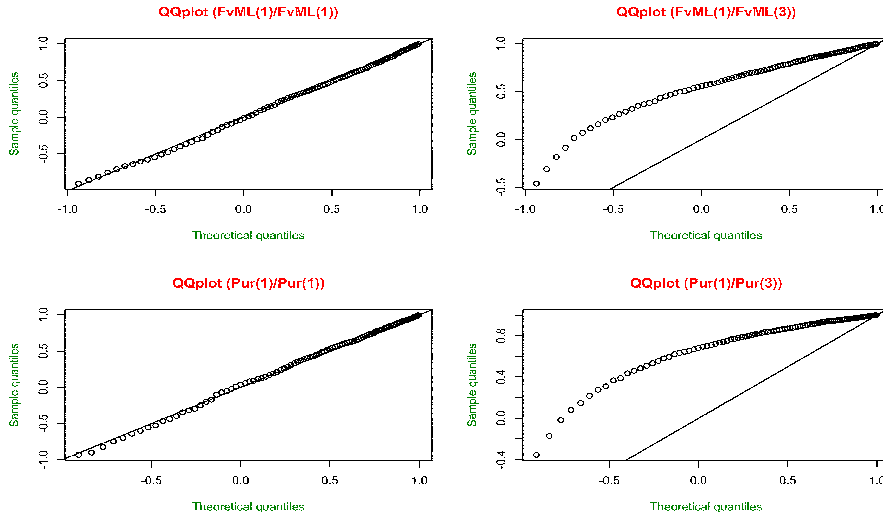 QQplot (FvML(1)/FvML(1))
Sample quantiles
1.0
0.5
0.0
-0.5
-1.0
-0.5
0.0
0.5
1.0
Theoretical quantiles
QQplot (FvML(1)/FvML(3))
Sample quantiles
1.0
0.5
0.0
-0.5
-1.0
-0.5
0.0
0.5
1.0
Theoretical quantiles
QQplot (Pur(1)/Pur(1))
Sample quantiles
1.0
0.5
0.0
-0.5
-1.0
-0.5
0.0
0.5
1.0
Theoretical quantiles
QQplot (Pur(1)/Pur(3))
Sample quantiles
0.8
0.4
0.0
-0.4
-0.5
0.0
0.5
1.0
Theoretical quantiles